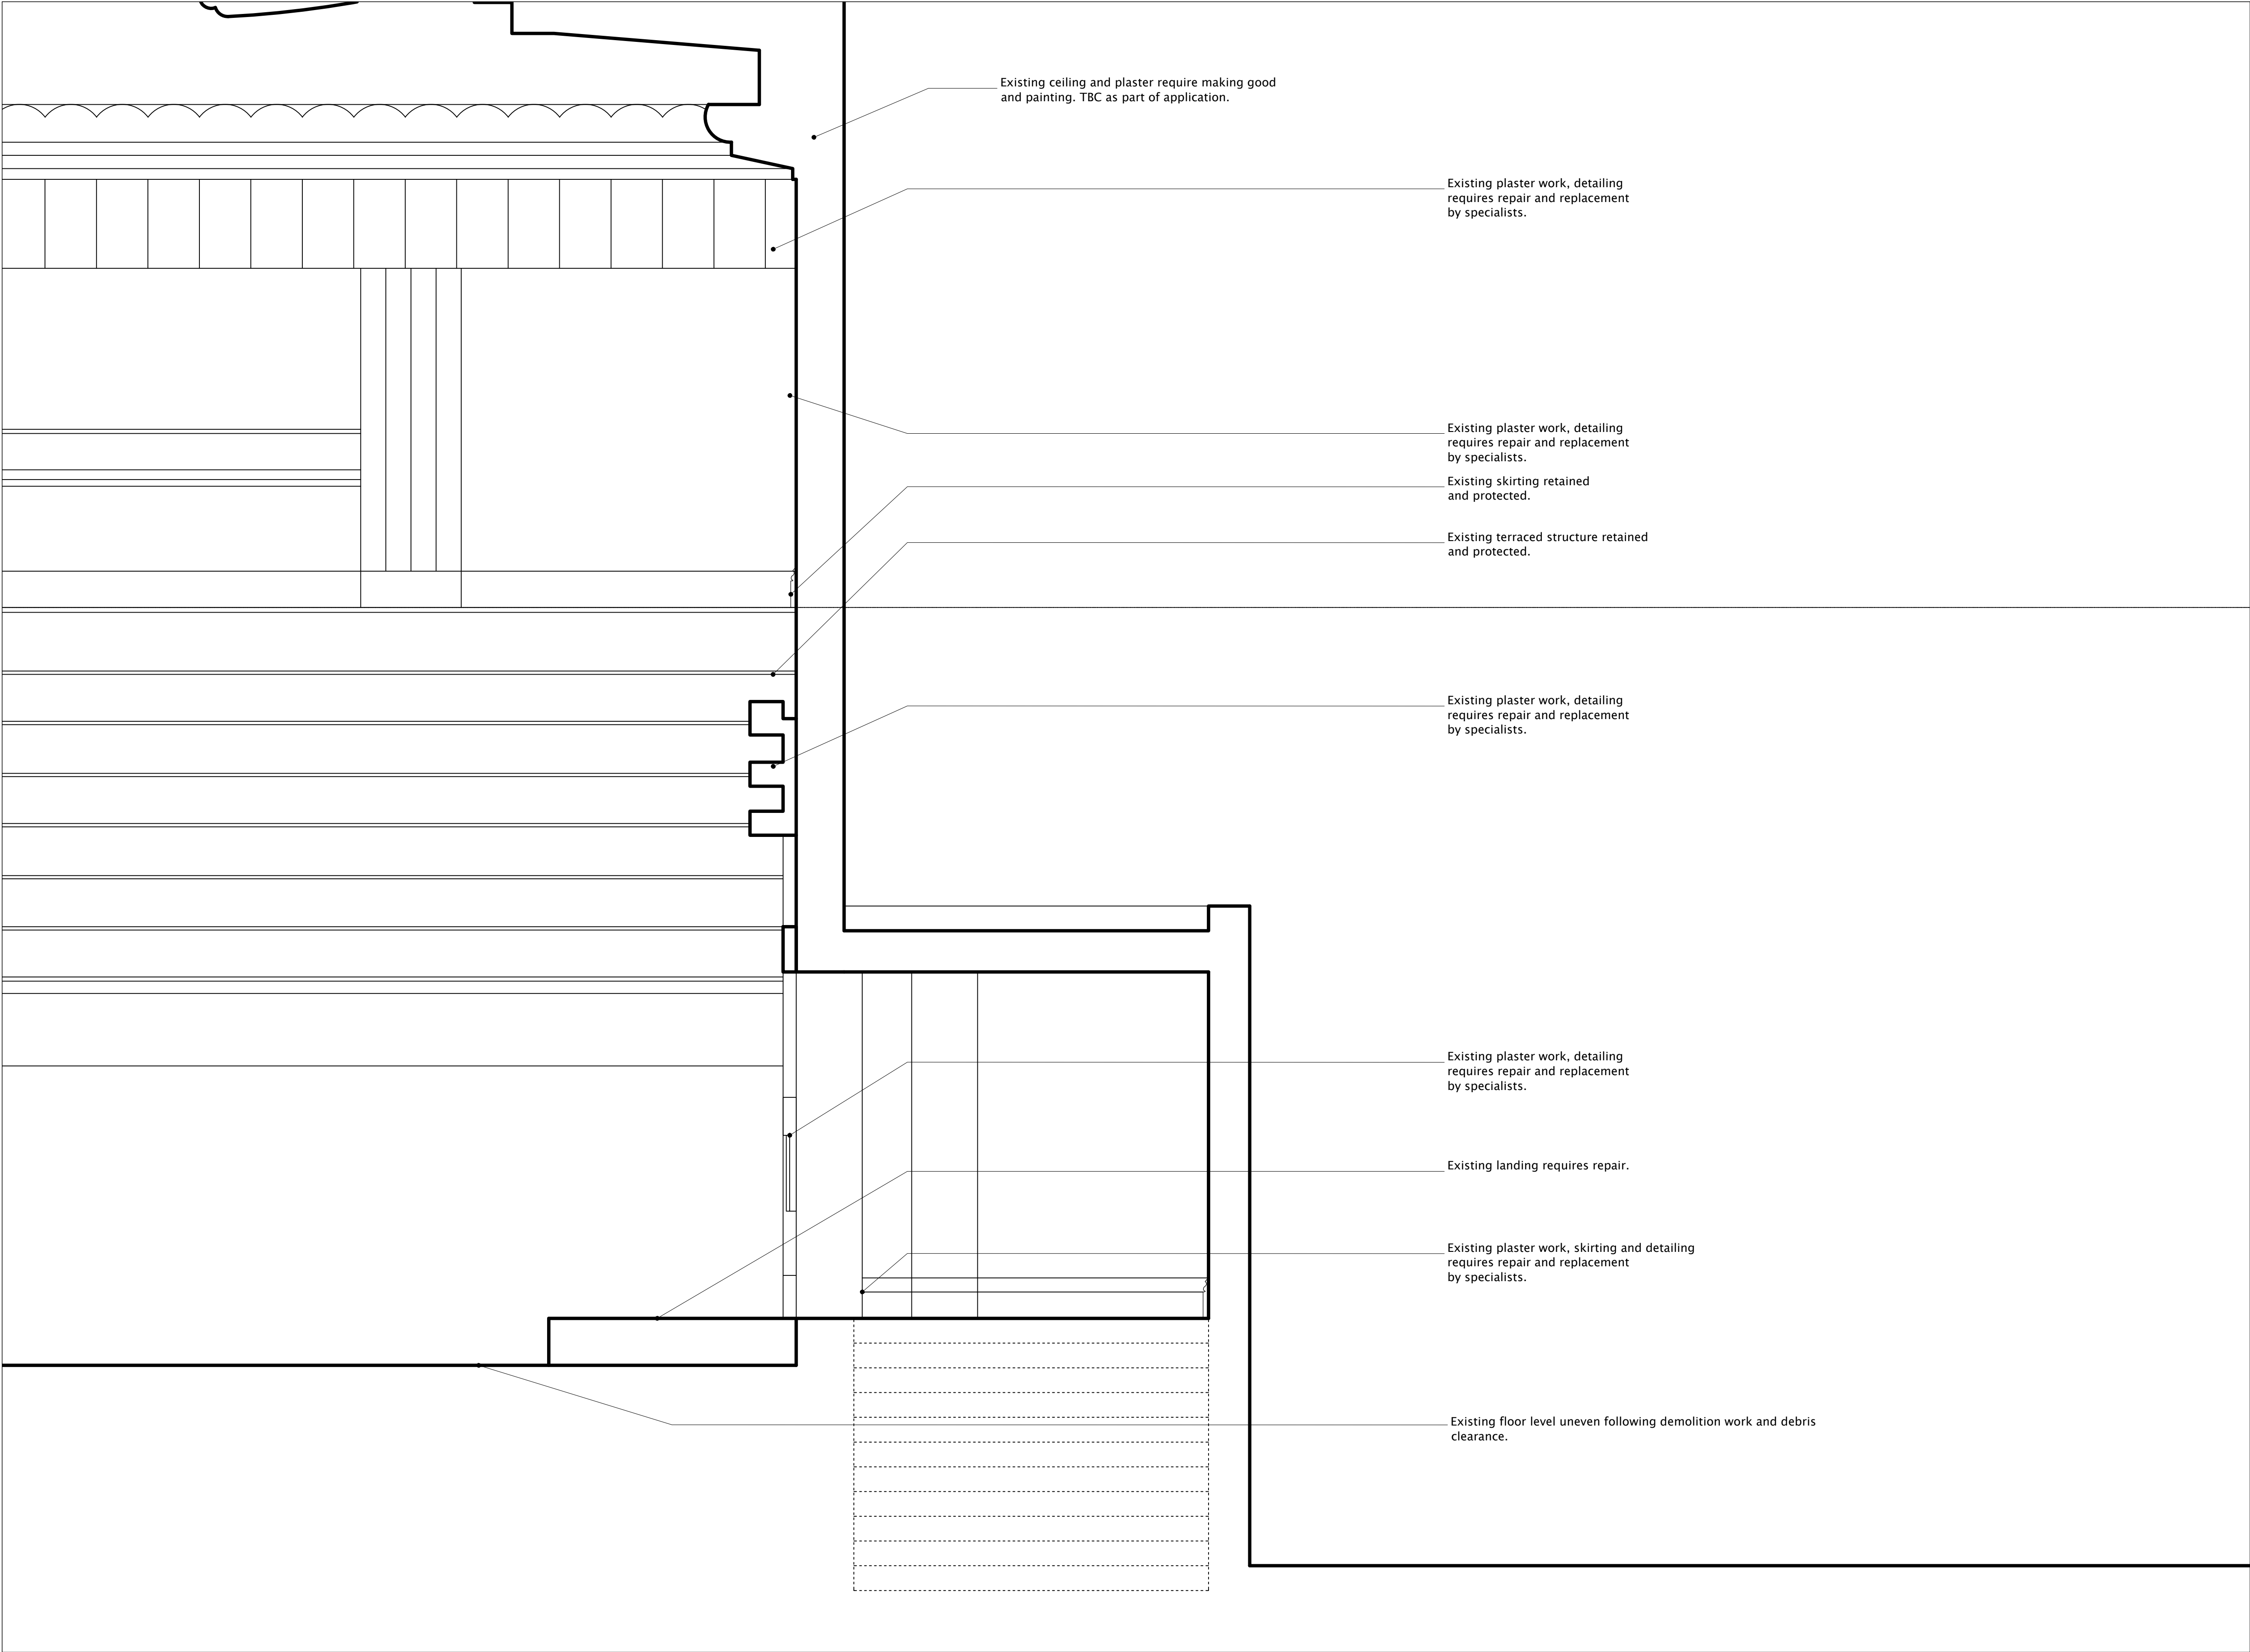 Existing ceiling and plaster require making good
and painting. TBC as part of application.
Existing plaster work, detailing
requires repair and replacement
by specialists.
Existing plaster work, detailing
requires repair and replacement
by specialists.
Existing skirting retained
and protected.
Existing terraced structure retained
and protected.
Existing plaster work, detailing
requires repair and replacement
by specialists.
Existing plaster work, detailing
requires repair and replacement
by specialists.
Existing landing requires repair.
Existing plaster work, skirting and detailing
requires repair and replacement
by specialists.
Existing floor level uneven following demolition work and debris
clearance.